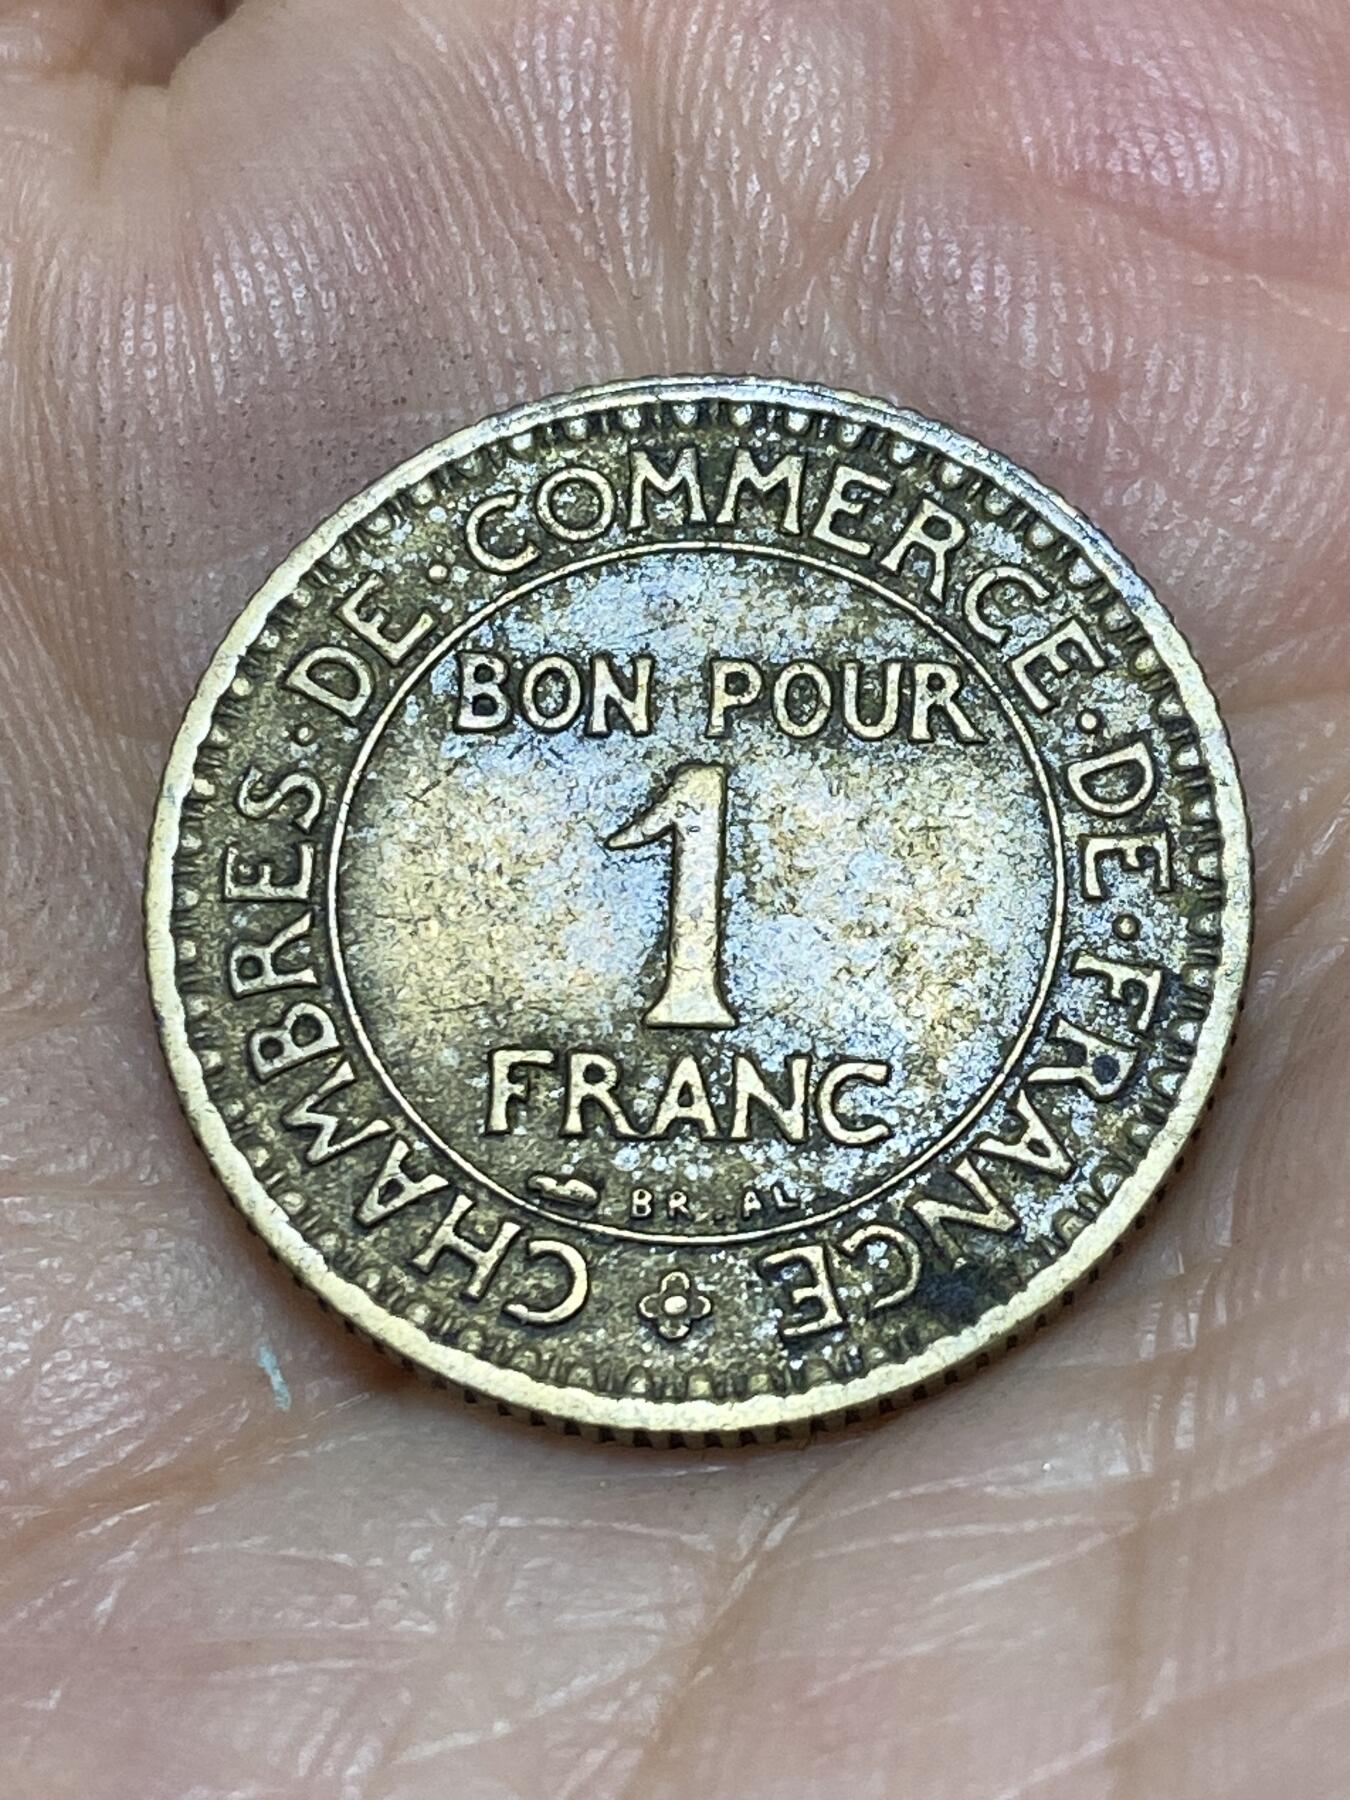 CHAMBRES·DE·COMMERCE·DE·FRANCE
BON POUR
1
FRANC
BR. AL.